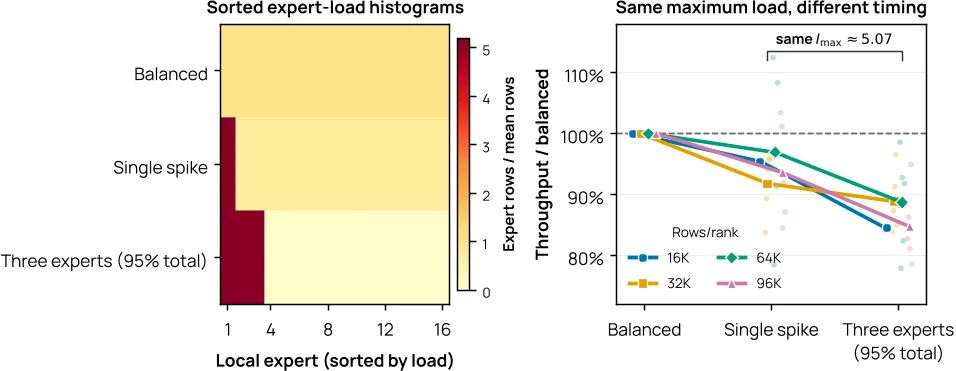 Sorted expert-load histograms
Balanced
Single spike
Three experts (95% total)
1 4 8 12 16
Local expert (sorted by load)
5
4
3
2
1
0
Expert rows / mean rows
Same maximum load, different timing
same lmax ≈ 5.07
110%
100%
90%
80%
Throughput / balanced
Rows/rank
16K 64K
32K 96K
Balanced Single spike Three experts
(95% total)